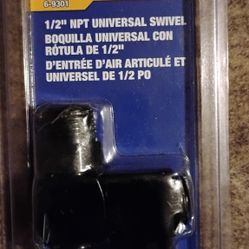 6-9301
1/2" NPT UNIVERSAL SWIVEL
BOQUILLA UNIVERSAL CON
RÓTULA DE 1/2"
D'ENTRÉE D'AIR ARTICULÉ ET
UNIVERSEL DE 1/2 PO